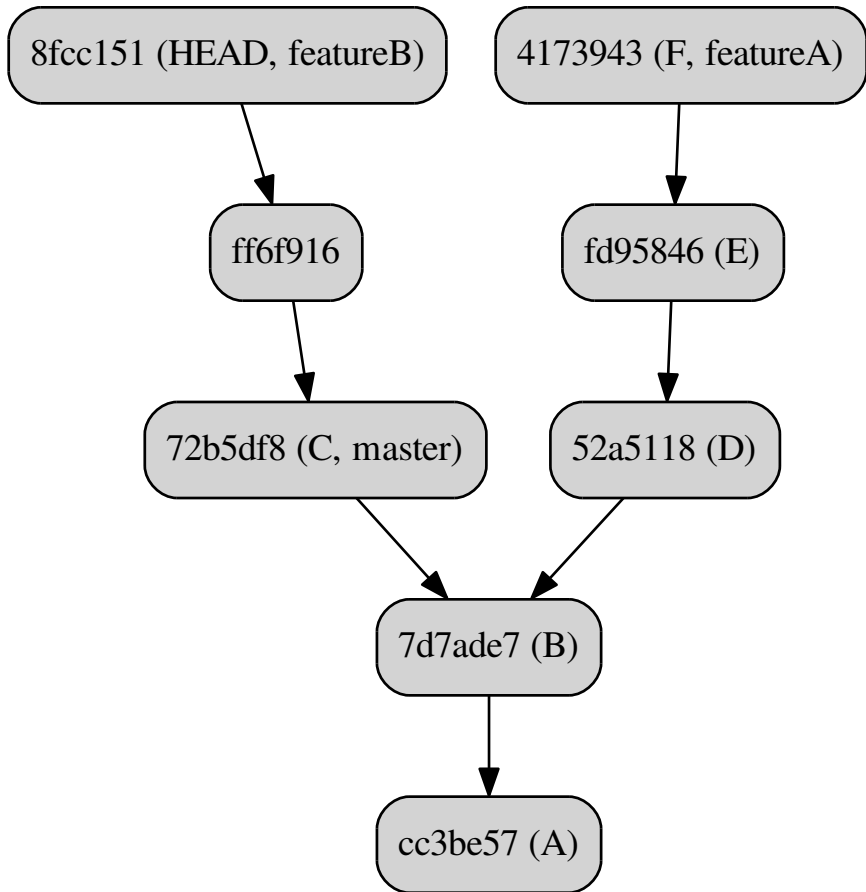 8fcc151 (HEAD, featureB)
4173943 (F, featureA)
ff6f916
fd95846 (E)
72b5df8 (C, master)
52a5118 (D)
7d7ade7 (B)
cc3be57 (A)